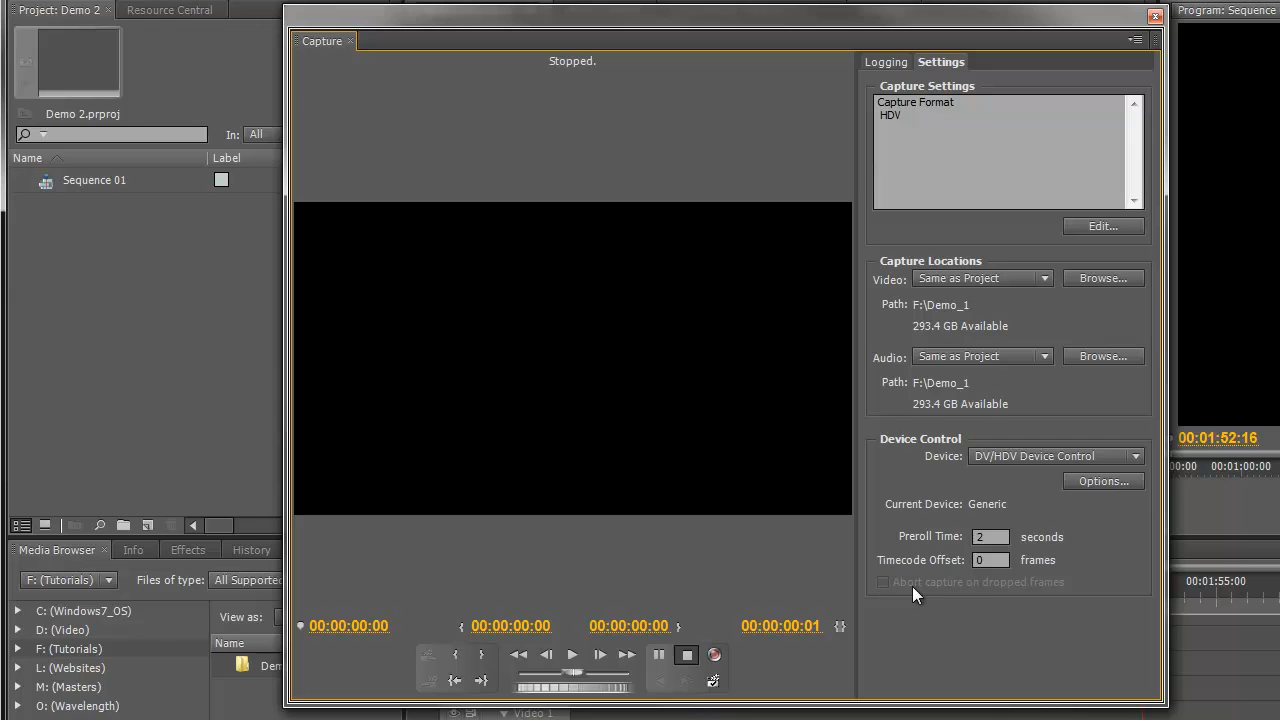 Project: Demo 2
Resource Central
Demo 2.prproj
In: All
Name Label
Sequence 01
Media Browser Info Effects History
F: (Tutorials) Files of type: All Supported
View as:
C: (Windows7_OS)
D: (Video)
F: (Tutorials)
L: (Websites)
M: (Masters)
O: (Wavelength)
Name
Dem
Capture
Stopped.
00:00:00:00 { 00:00:00:00 00:00:00:00 } 00:00:00:01 {}
Logging Settings
Capture Settings
Capture Format
HDV
Edit...
Capture Locations
Video: Same as Project Browse...
Path: F:\Demo_1
293.4 GB Available
Audio: Same as Project Browse...
Path: F:\Demo_1
293.4 GB Available
Device Control
Device: DV/HDV Device Control
Options...
Current Device: Generic
Preroll Time: 2 seconds
Timecode Offset: 0 frames
Abort capture on dropped frames
Program: Sequence
00:01:52:16
00:00 00:01:00:00
00:01:55:00
Video 1